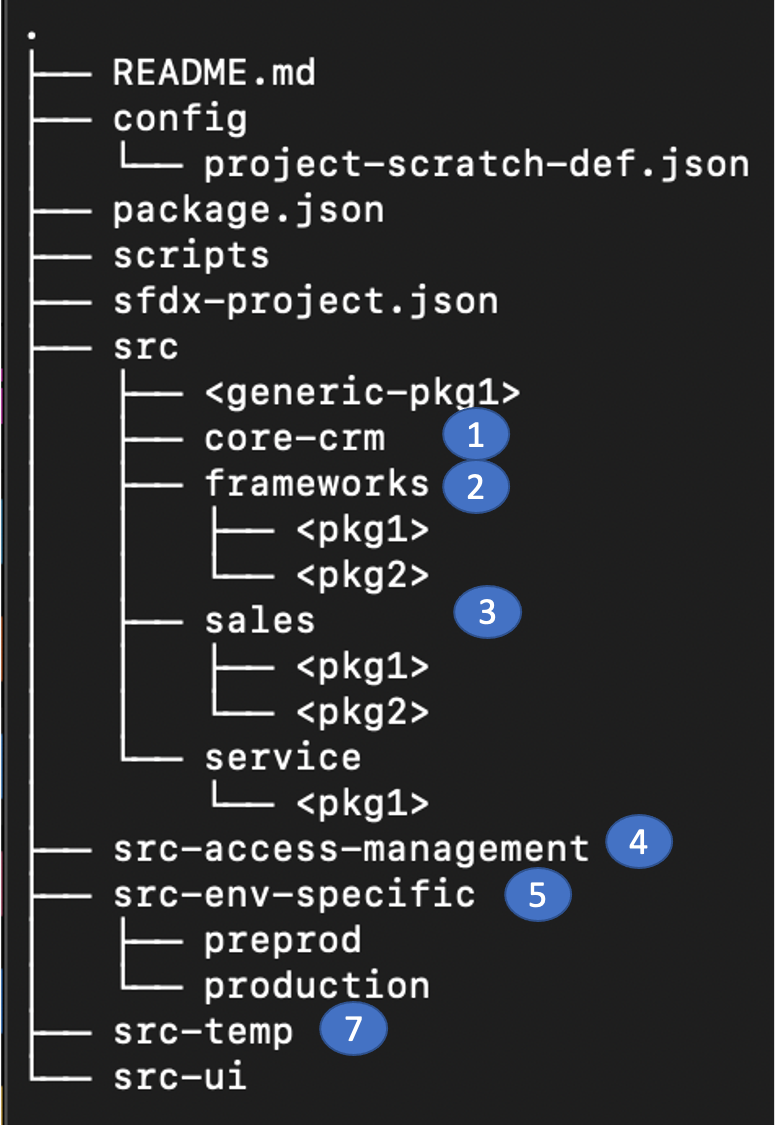 .
├── README.md
├── config
│   └── project-scratch-def.json
├── package.json
├── scripts
├── sfdx-project.json
├── src
│   ├── <generic-pkg1>
│   ├── core-crm 1
│   ├── frameworks 2
│   │   ├── <pkg1>
│   │   └── <pkg2>
│   ├── sales 3
│   │   ├── <pkg1>
│   │   └── <pkg2>
│   └── service
│       └── <pkg1>
├── src-access-management 4
├── src-env-specific 5
│   ├── preprod
│   └── production
├── src-temp 7
└── src-ui